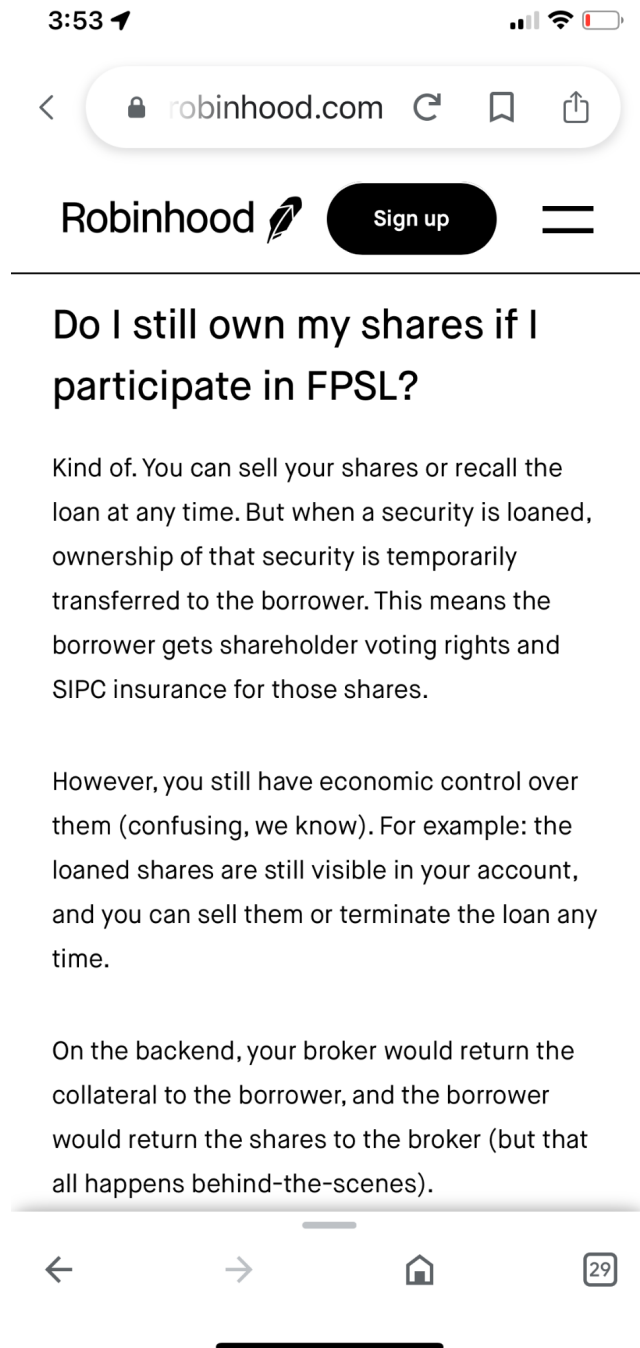 3:53
robinhood.com
Robinhood
Sign up
Do I still own my shares if I
participate in FPSL?
Kind of. You can sell your shares or recall the
loan at any time. But when a security is loaned,
ownership of that security is temporarily
transferred to the borrower. This means the
borrower gets shareholder voting rights and
SIPC insurance for those shares.
However, you still have economic control over
them (confusing, we know). For example: the
loaned shares are still visible in your account,
and you can sell them or terminate the loan any
time.
On the backend, your broker would return the
collateral to the borrower, and the borrower
would return the shares to the broker (but that
all happens behind-the-scenes).
29